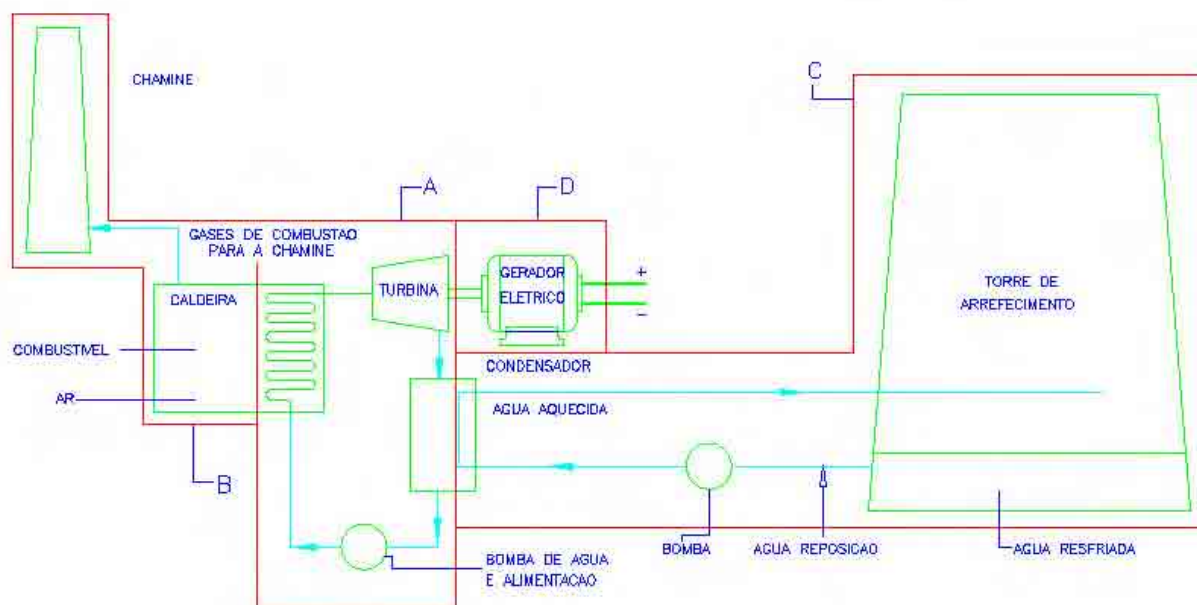 CHAMINE
C
A
D
GASES DE COMBUSTAO
PARA A CHAMINE
CALDEIRA
TURBINA
GERADOR
ELETRICO
+
-
TORRE DE
ARREFECIMENTO
COMBUSTIVEL
AR
CONDENSADOR
AGUA AQUECIDA
B
BOMBA DE AGUA
E ALIMENTACAO
BOMBA
AGUA REPOSICAO
AGUA RESFRIADA